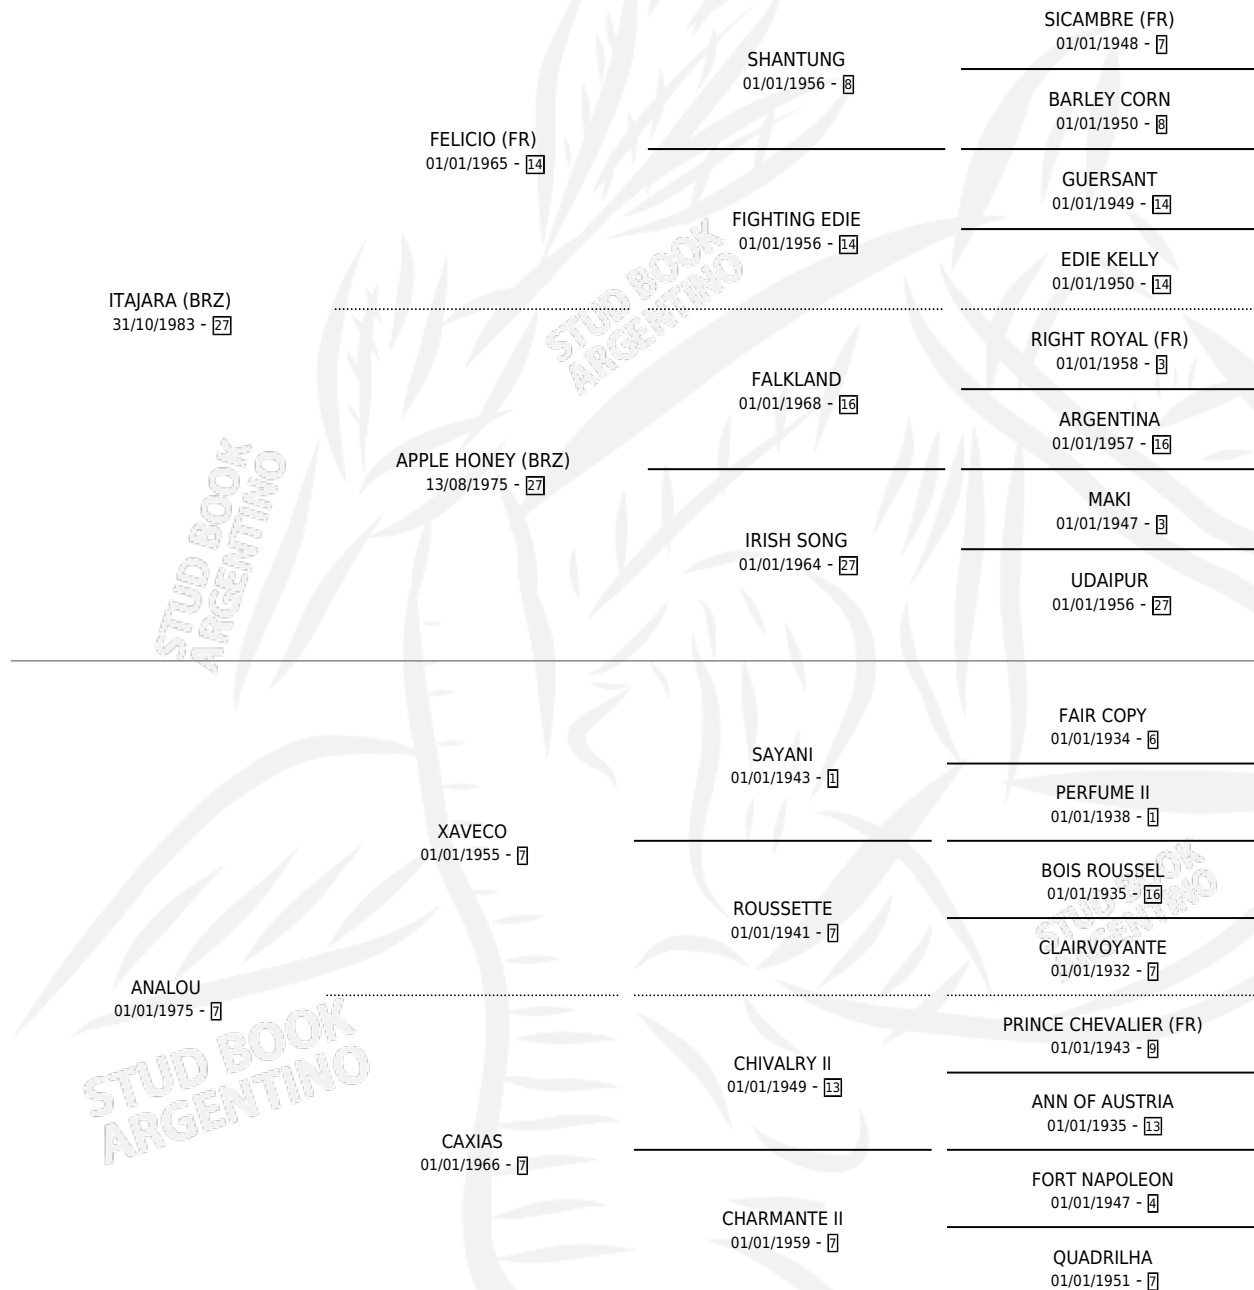 SICAMBRE (FR)
01/01/1948 - 7
SHANTUNG
01/01/1956 - 8
BARLEY CORN
01/01/1950 - 8
FELICIO (FR)
01/01/1965 - 14
GUERSANT
01/01/1949 - 14
FIGHTING EDIE
01/01/1956 - 14
EDIE KELLY
01/01/1950 - 14
ITAJARA (BRZ)
31/10/1983 - 27
RIGHT ROYAL (FR)
01/01/1958 - 3
FALKLAND
01/01/1968 - 16
ARGENTINA
01/01/1957 - 16
APPLE HONEY (BRZ)
13/08/1975 - 27
MAKI
01/01/1947 - 3
IRISH SONG
01/01/1964 - 27
UDAIPUR
01/01/1956 - 27
FAIR COPY
01/01/1934 - 6
SAYANI
01/01/1943 - 1
PERFUME II
01/01/1938 - 1
XAVECO
01/01/1955 - 7
BOIS ROUSSEL
01/01/1935 - 16
ROUSSETTE
01/01/1941 - 7
CLAIRVOYANTE
01/01/1932 - 7
ANALOU
01/01/1975 - 7
PRINCE CHEVALIER (FR)
01/01/1943 - 9
CHIVALRY II
01/01/1949 - 13
ANN OF AUSTRIA
01/01/1935 - 13
CAXIAS
01/01/1966 - 7
FORT NAPOLEON
01/01/1947 - 4
CHARMANTE II
01/01/1959 - 7
QUADRILHA
01/01/1951 - 7
STUD BOOK
ARGENTINO
STUD BOOK
ARGENTINO
STUD BOOK
ARGENTINO
STUD BOOK
ARGENTINO